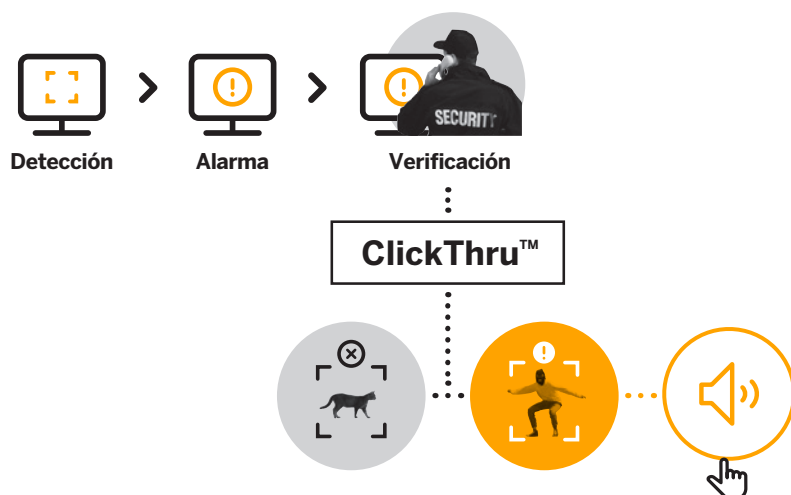 SECURITY
Detección
Alarma
Verificación
ClickThru™